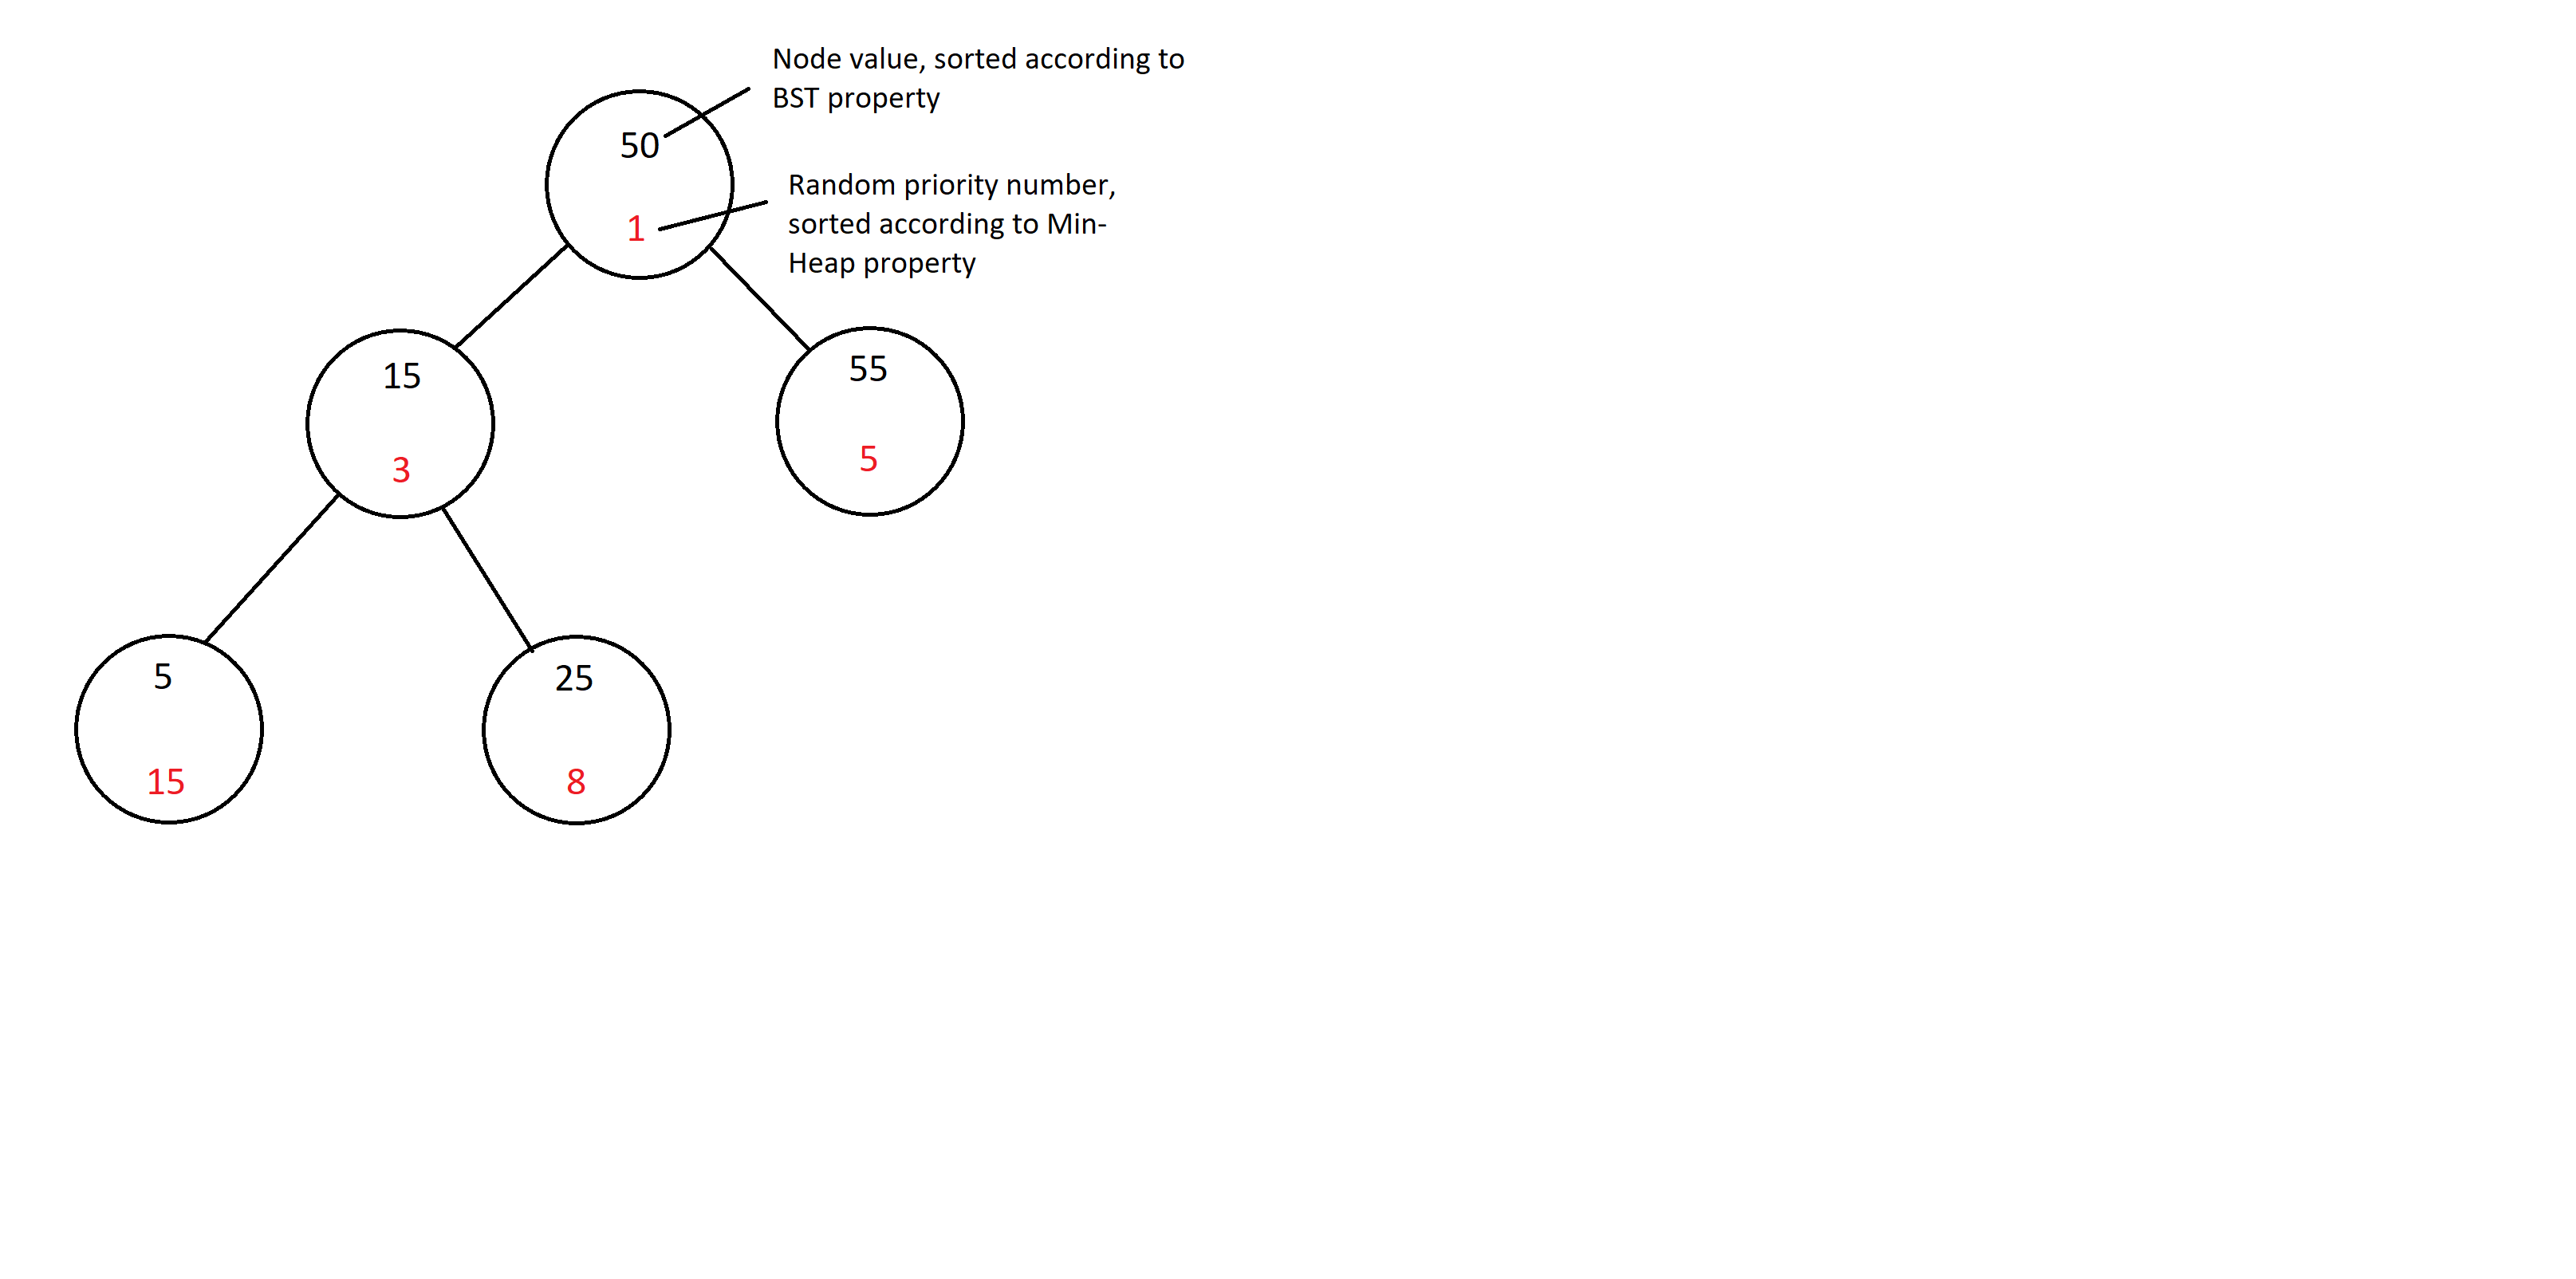 Node value, sorted according to
BST property
50
Random priority number,
sorted according to Min-
Heap property
1
15
3
55
5
5
15
25
8